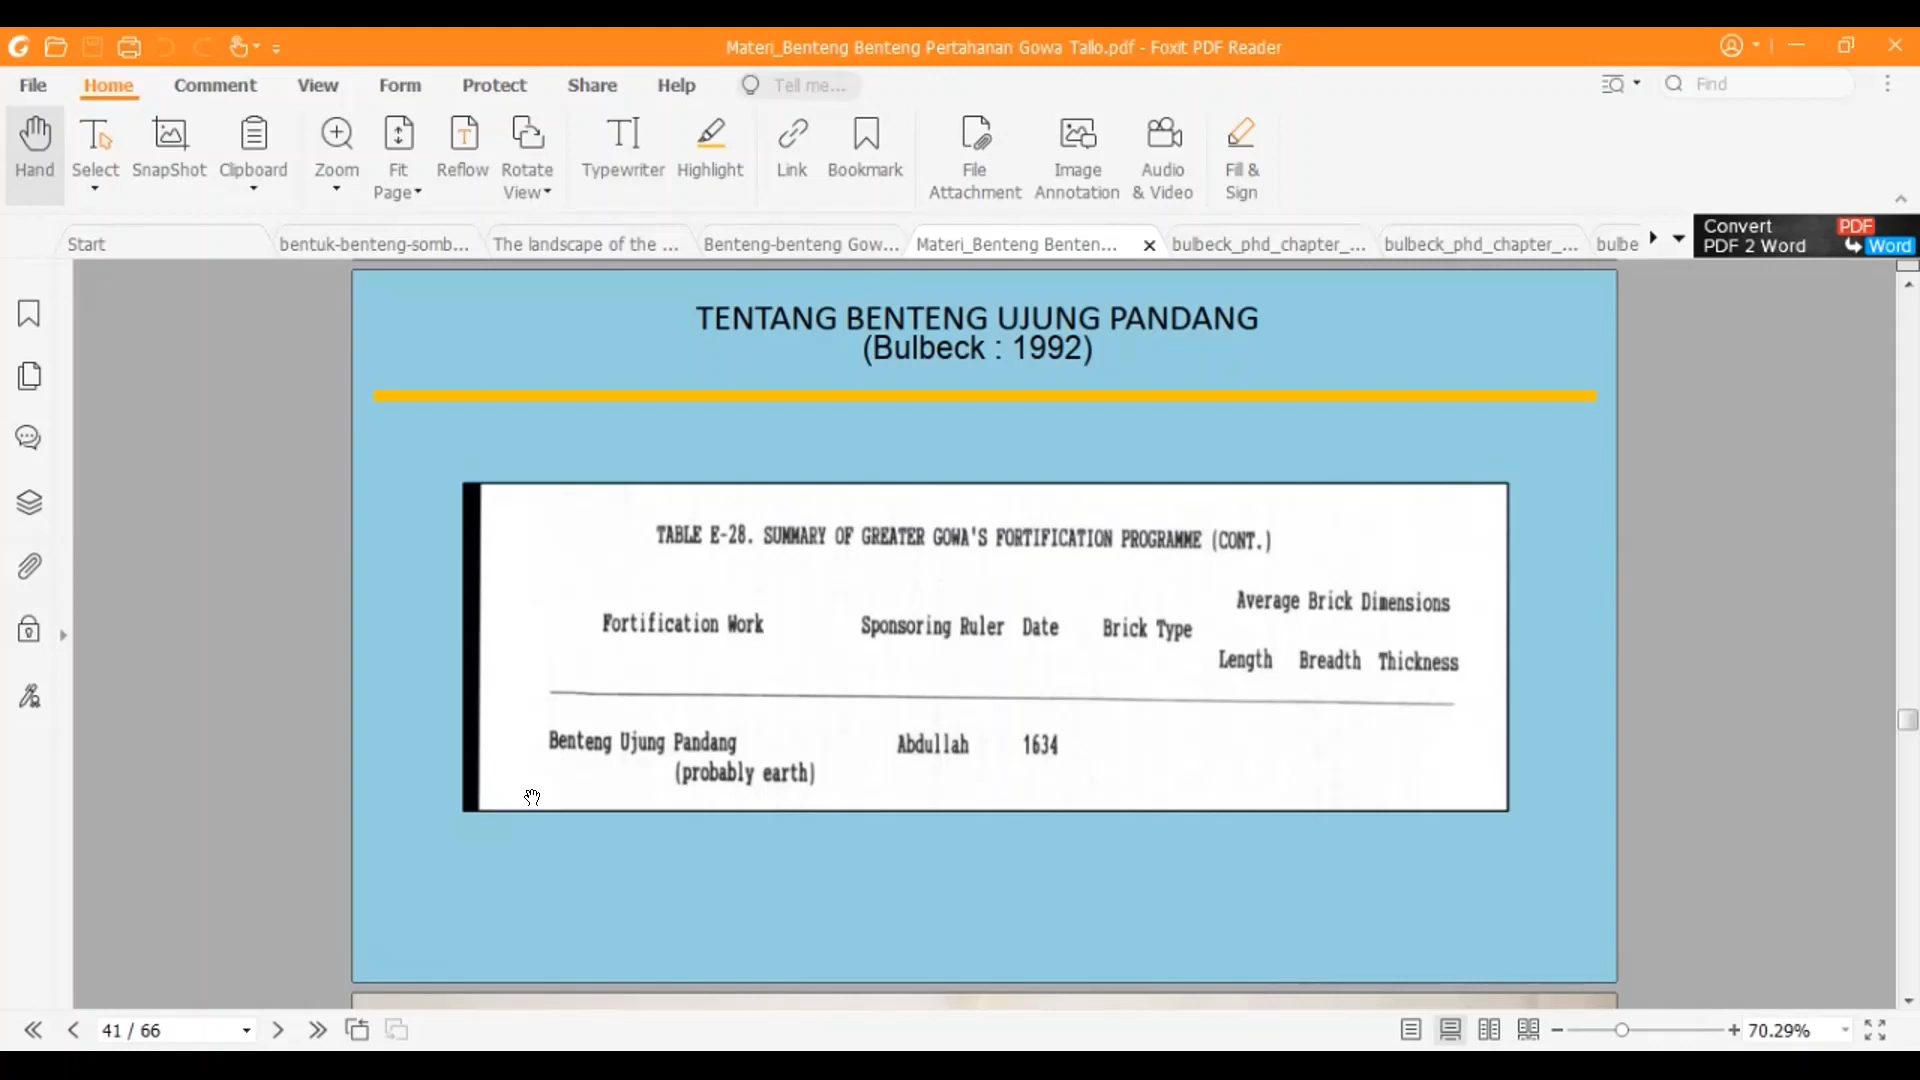 Materi_Benteng Benteng Pertahanan Gowa Tallo.pdf - Foxit PDF Reader
File Home Comment View Form Protect Share Help Tell me... Find
Hand Select SnapShot Clipboard Zoom Fit Page Reflow Rotate View Typewriter Highlight Link Bookmark File Attachment Image Annotation Audio & Video Fill & Sign
Start bentuk-benteng-somb... The landscape of the ... Benteng-benteng Gow... Materi_Benteng Benten... bulbeck_phd_chapter_... bulbeck_phd_chapter_... bulbe
Convert PDF
PDF 2 Word Word
TENTANG BENTENG UJUNG PANDANG
(Bulbeck : 1992)
TABLE E-28. SUMMARY OF GREATER GOWA'S FORTIFICATION PROGRAMME (CONT.)
Average Brick Dimensions
Fortification Work Sponsoring Ruler Date Brick Type
Length Breadth Thickness
Benteng Ujung Pandang Abdullah 1634
(probably earth)
41 / 66 70.29%